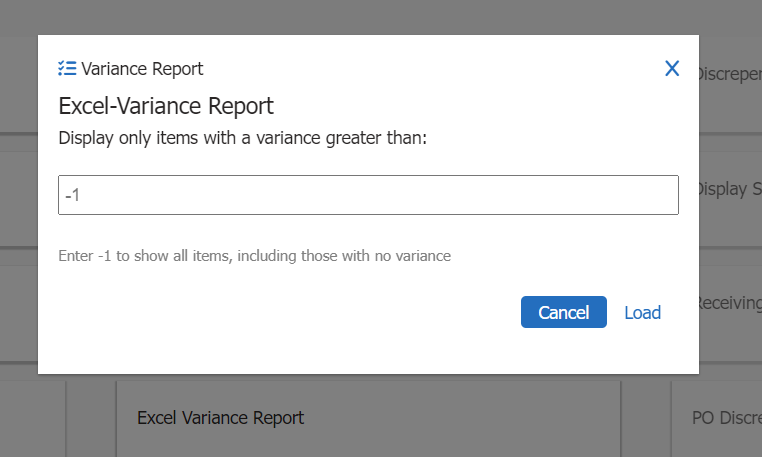 Variance Report
Excel-Variance Report
Display only items with a variance greater than:
-1
Enter -1 to show all items, including those with no variance
Cancel Load
Display S
Receiving
Excel Variance Report
PO Discre